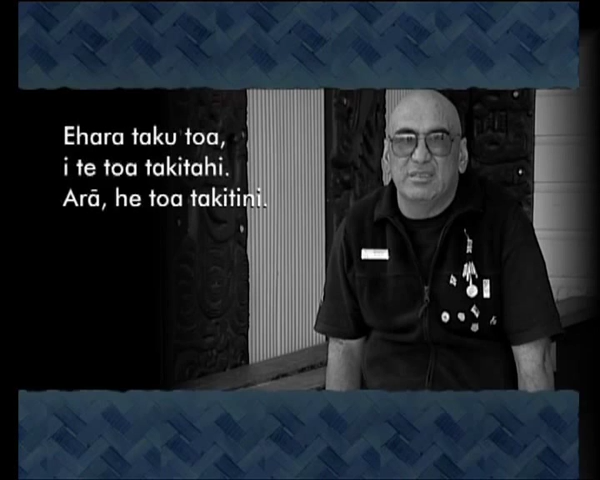 Ehara taku toa,
i te toa takitahi.
Arā, he toa takitini.